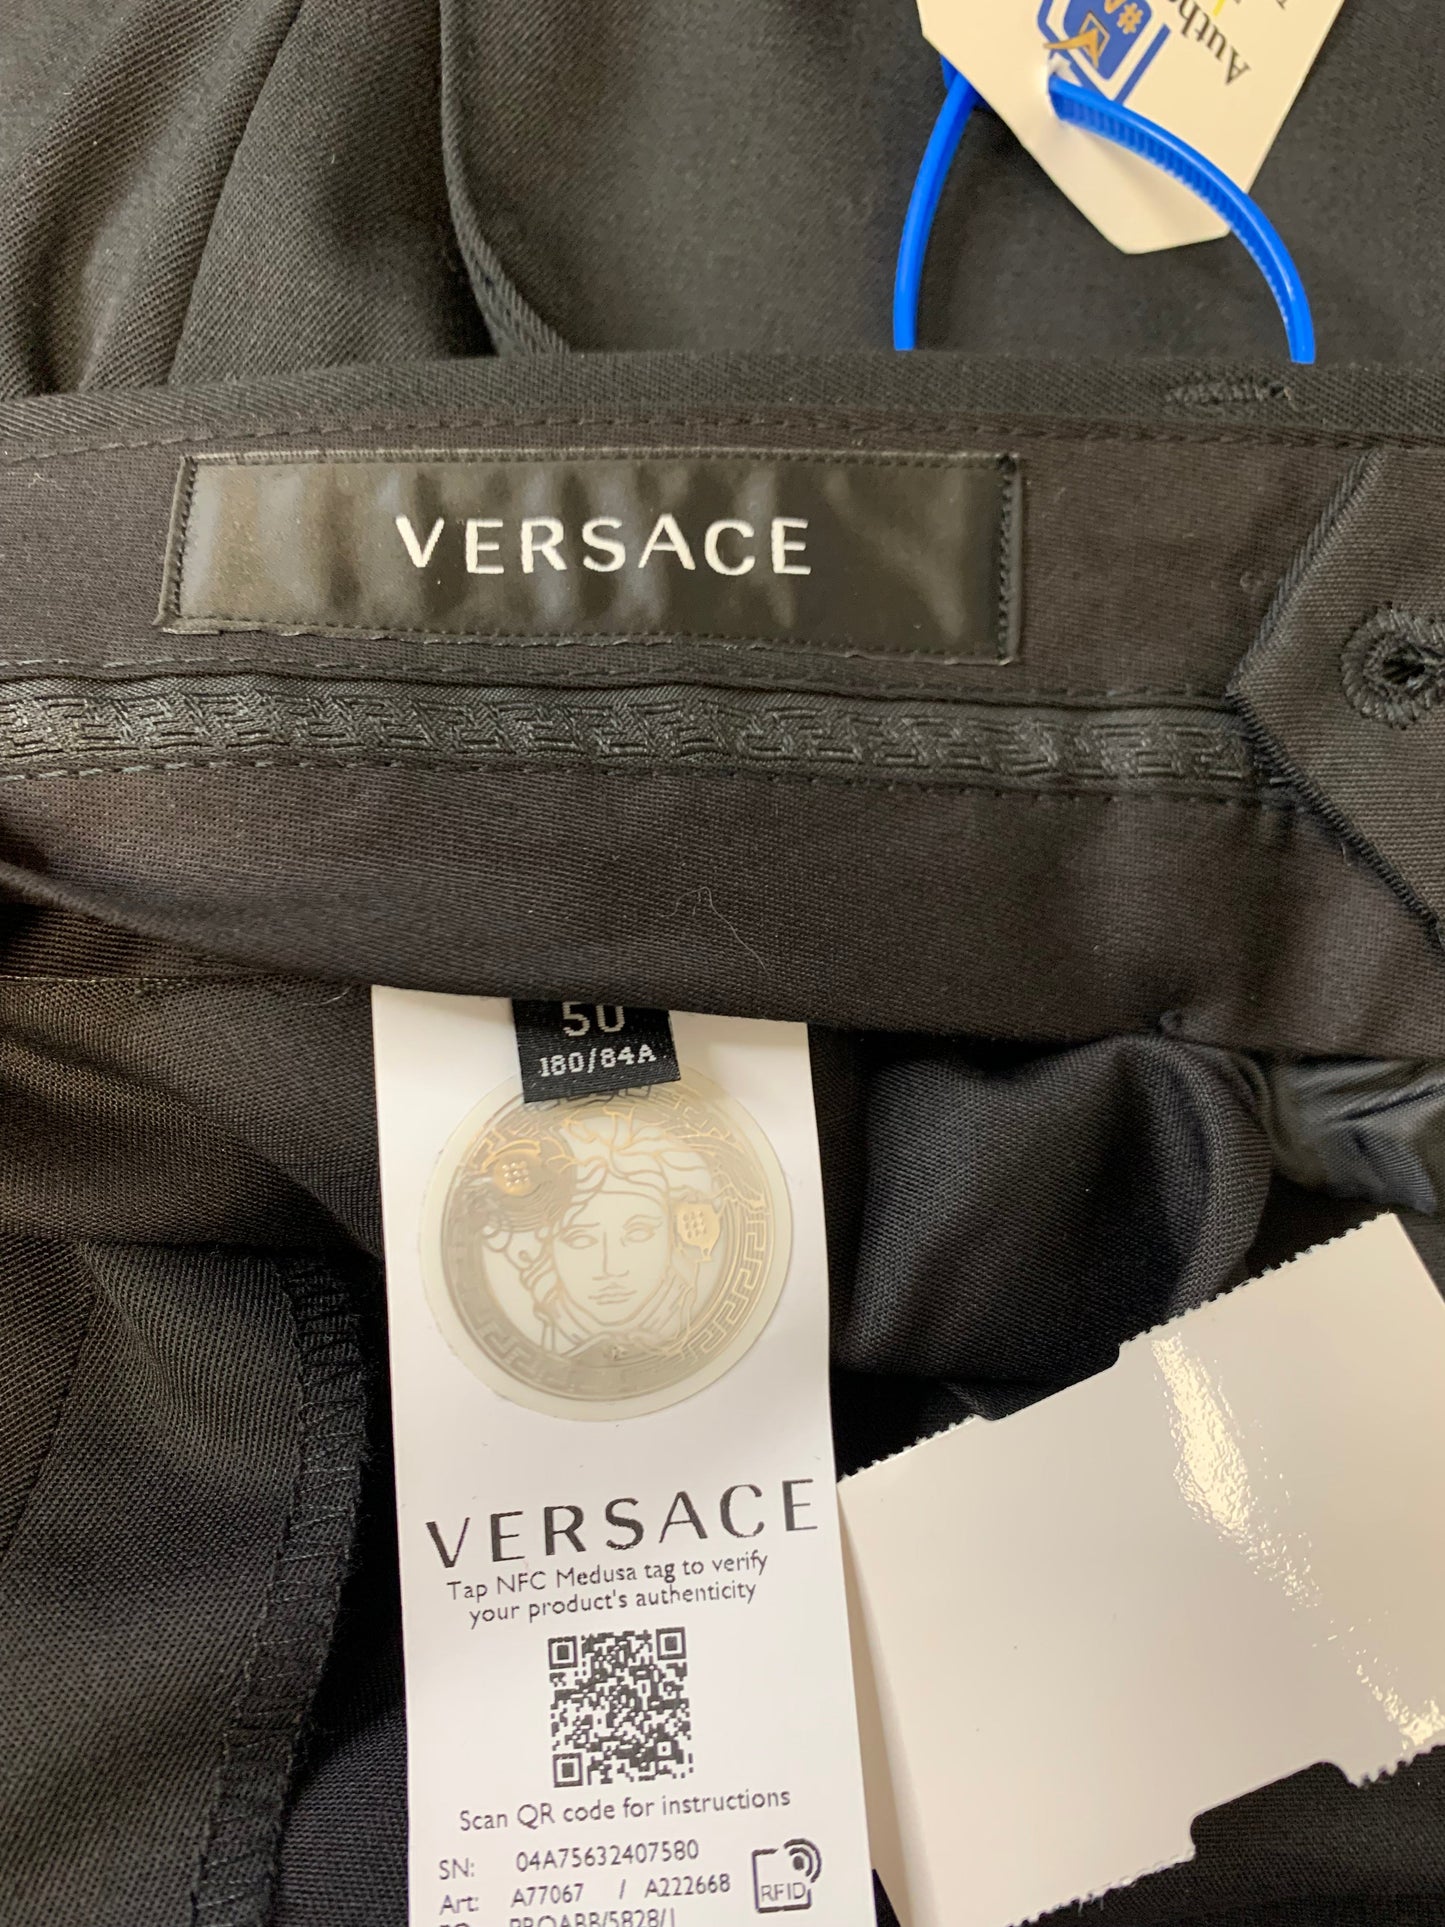 #
Autho
VERSACE
50
180/84A
VERSACE
Tap NFC Medusa tag to verify
your product's authenticity
Scan QR code for instructions
SN: 04A75632407580
Art: A77067 / A222668
RFID